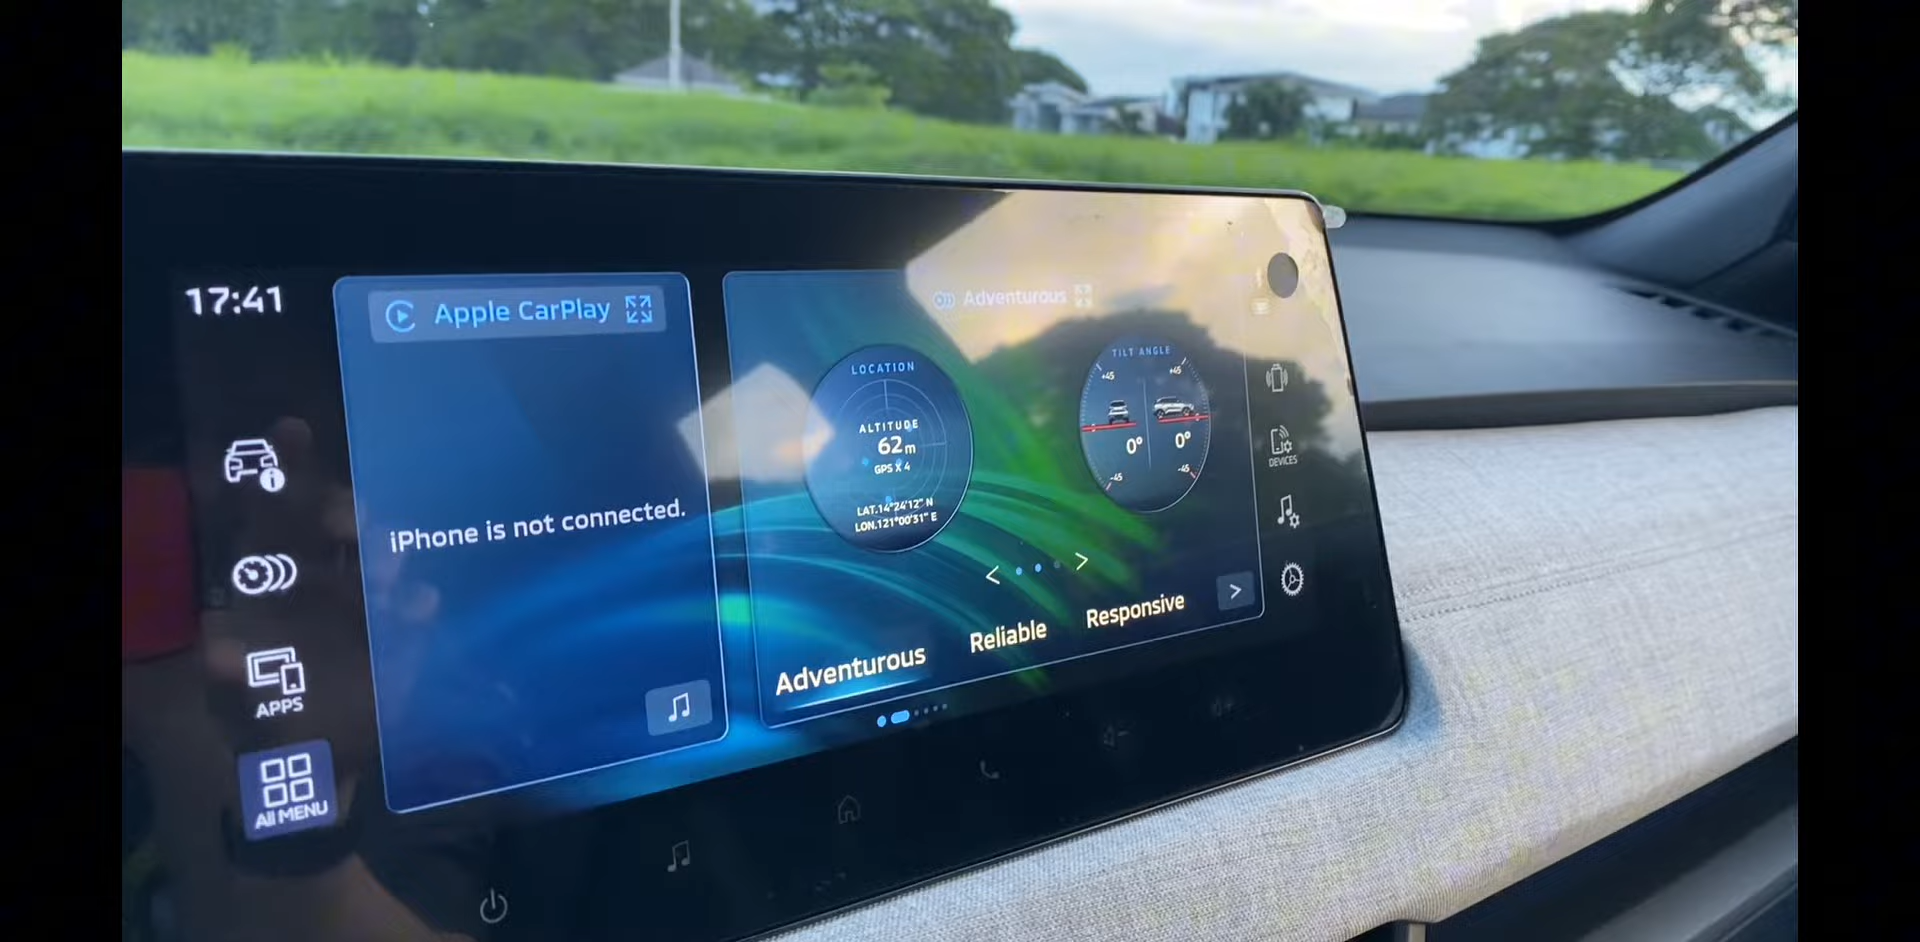 17:41
Apple CarPlay
iPhone is not connected.
APPS
All MENU
Adventurous
LOCATION
ALTITUDE
62m
GPS X 4
LAT.14°24'12" N
LON.121°00'31" E
TILT ANGLE
+45 +45
0° 0°
-45 -45
< >
Adventurous Reliable Responsive >
DEVICES